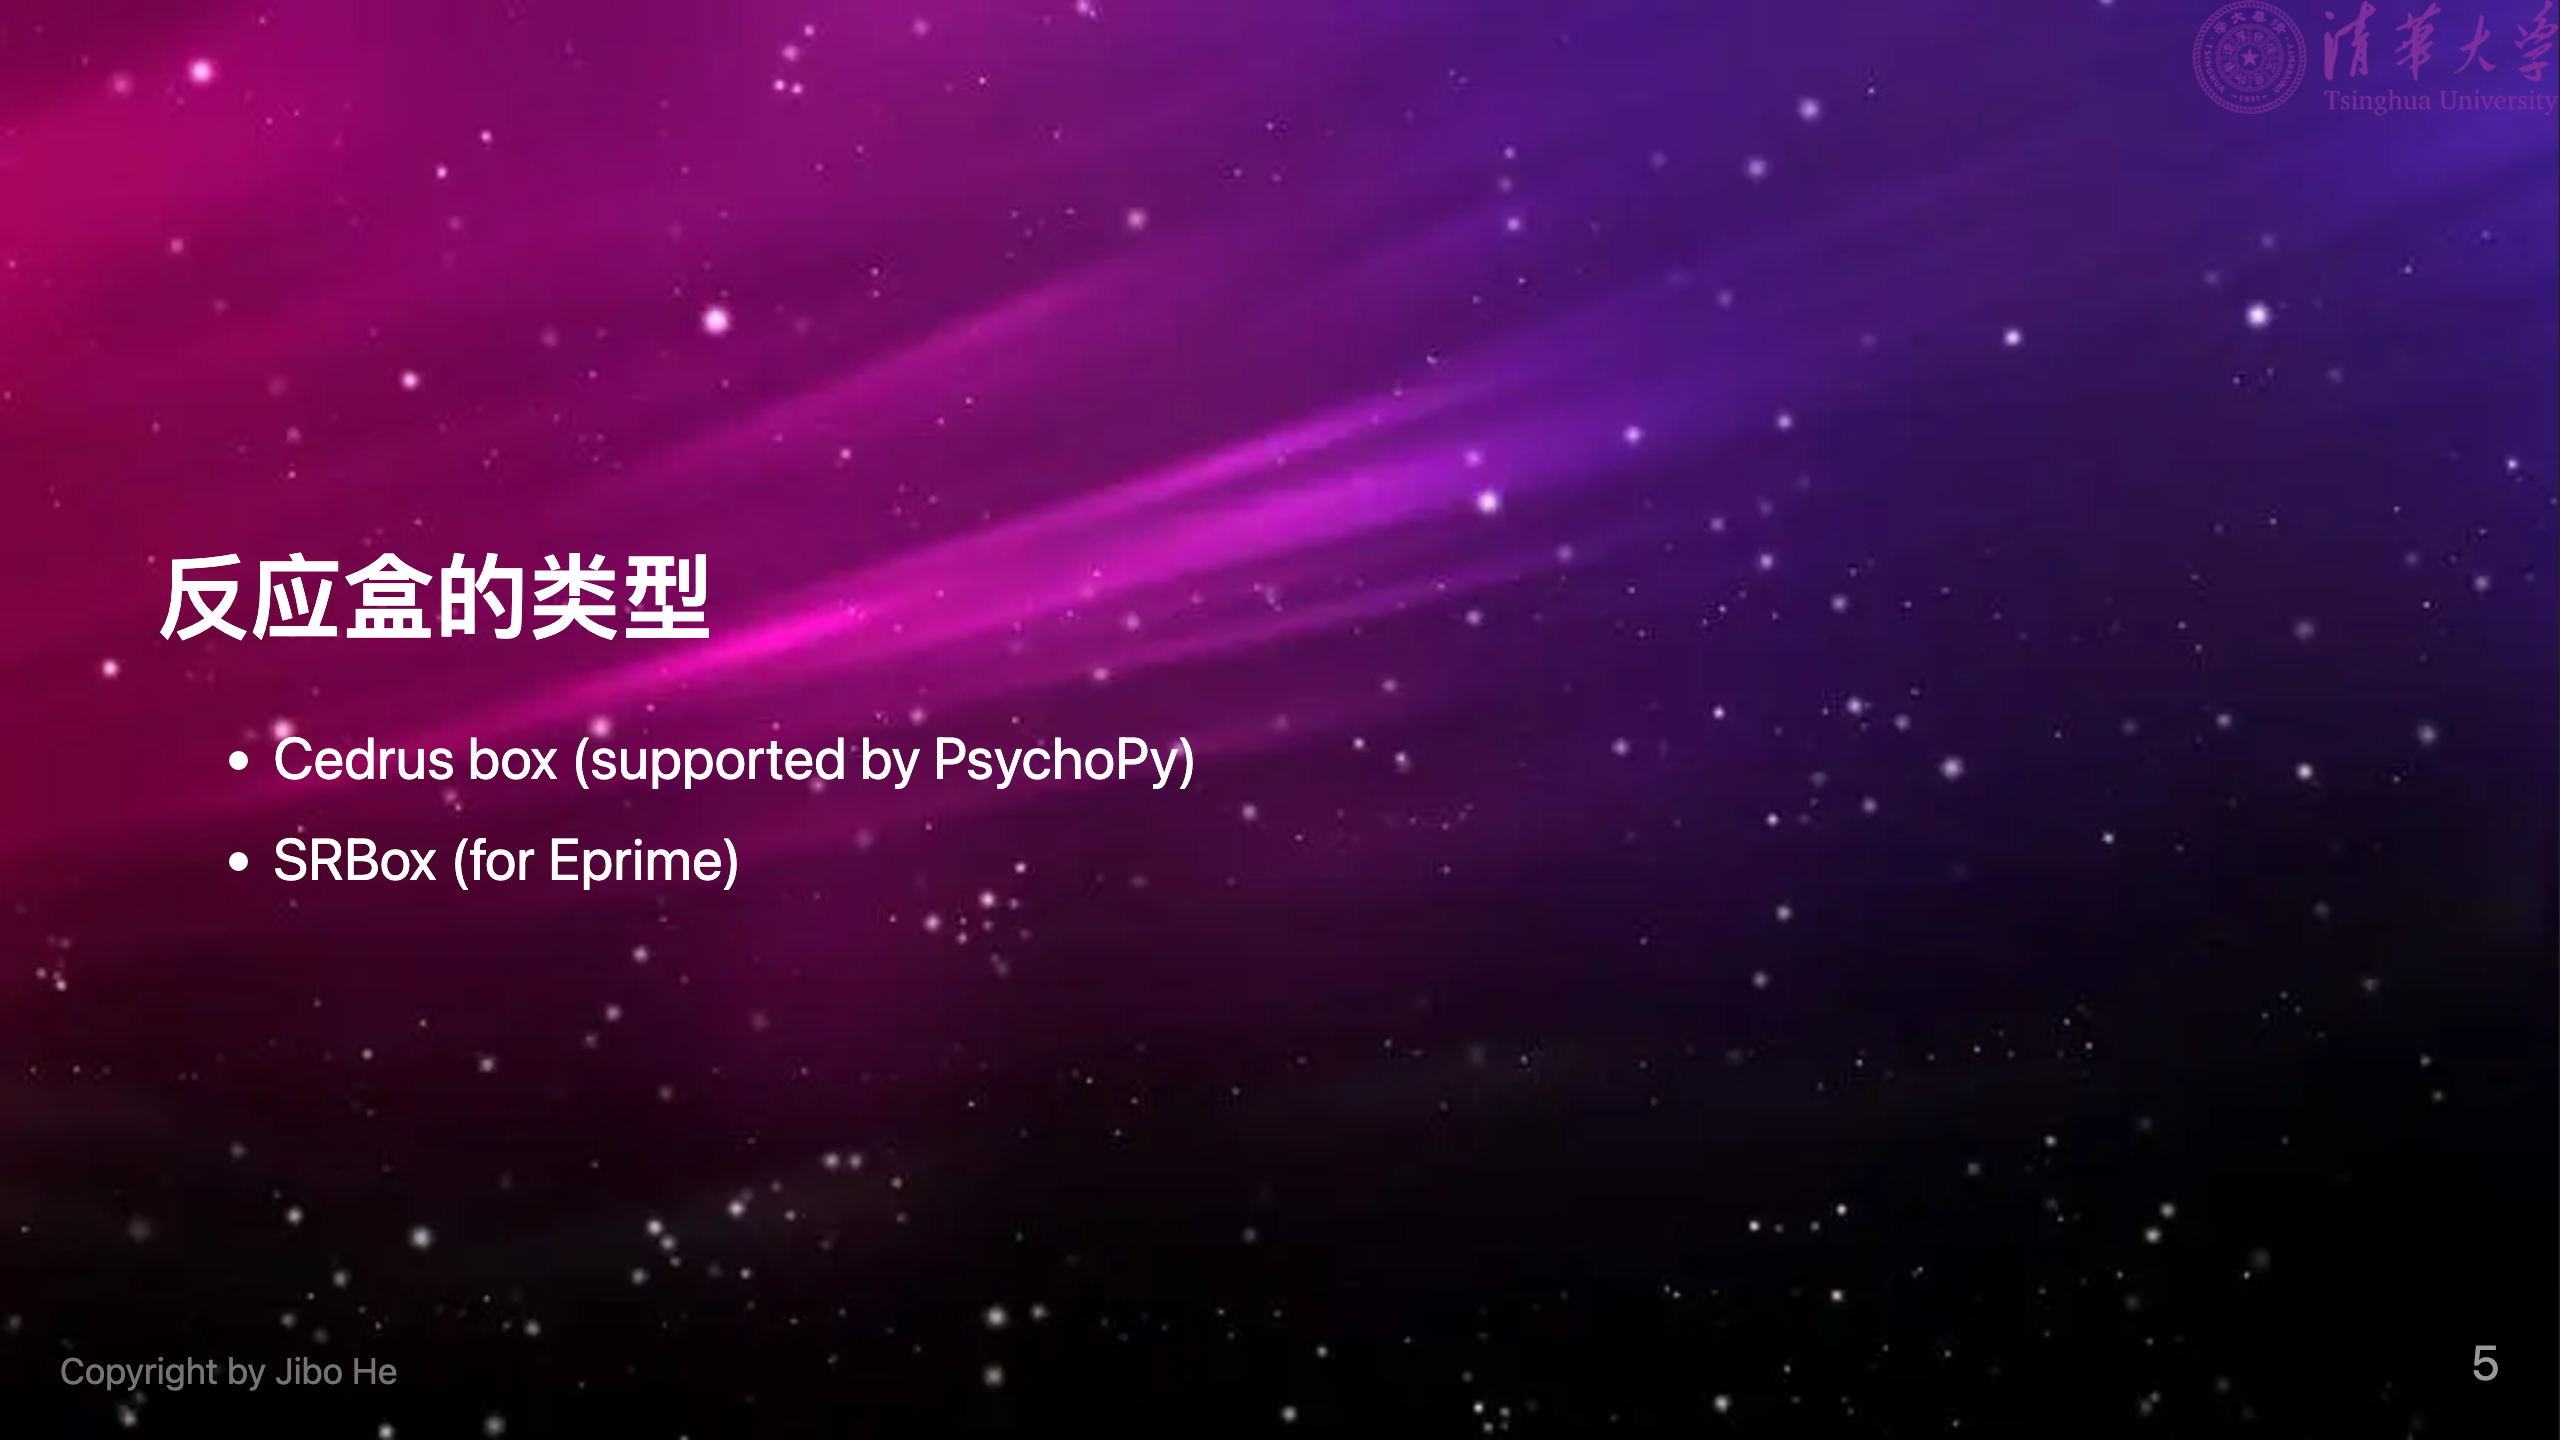 清華大学
Tsinghua University
反应盒的类型
• Cedrus box (supported by PsychoPy)
• SRBox (for Eprime)
Copyright by Jibo He
5